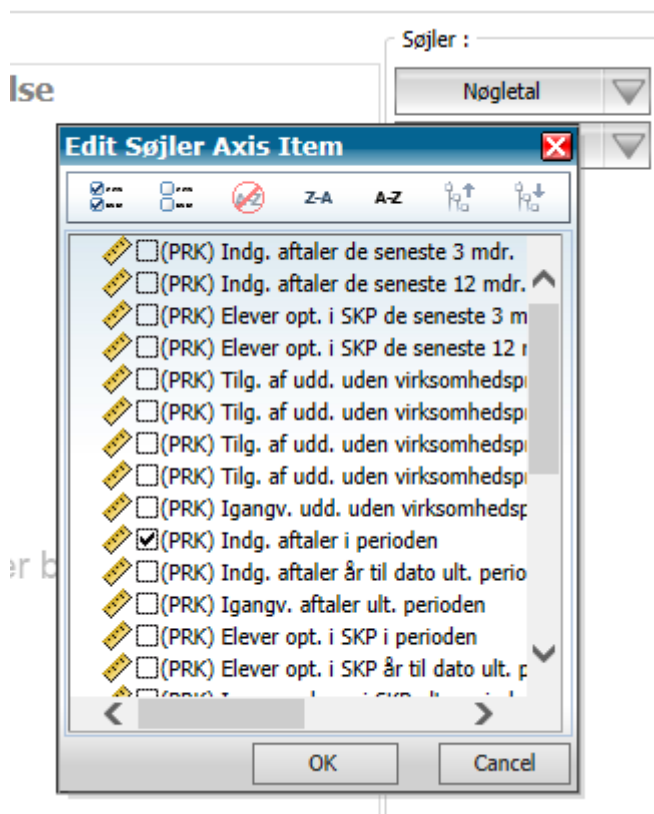 Søjler :
lse
Nøgletal
Edit Søjler Axis Item
A-Z
Z-A
A-Z
(PRK) Indg. aftaler de seneste 3 mdr.
(PRK) Indg. aftaler de seneste 12 mdr.
(PRK) Elever opt. i SKP de seneste 3 m
(PRK) Elever opt. i SKP de seneste 12
(PRK) Tilg. af udd. uden virksomhedsp
(PRK) Tilg. af udd. uden virksomhedsp
(PRK) Tilg. af udd. uden virksomhedsp
(PRK) Tilg. af udd. uden virksomhedsp
(PRK) Igangv. udd. uden virksomhedsp
(PRK) Indg. aftaler i perioden
er b
(PRK) Indg. aftaler år til dato ult. perio
(PRK) Igangv. aftaler ult. perioden
(PRK) Elever opt. i SKP i perioden
(PRK) Elever opt. i SKP år til dato ult. p
OK
Cancel